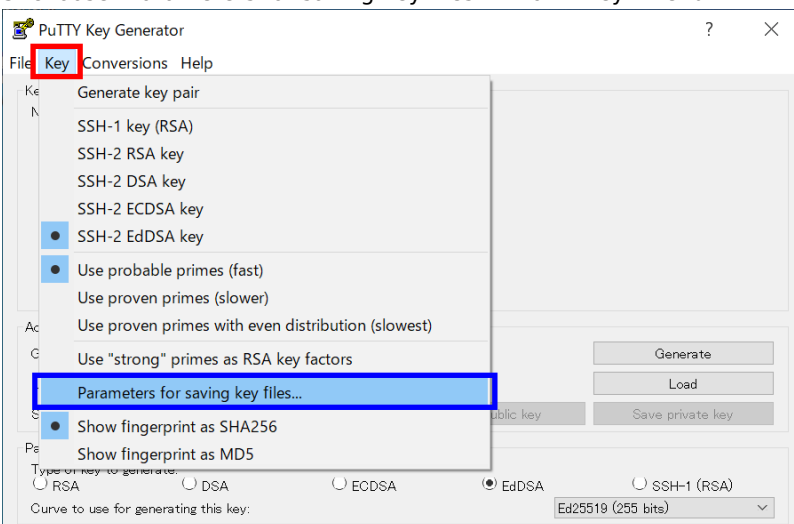 PuTTY Key Generator ? ×
File Key Conversions Help
Generate key pair
SSH-1 key (RSA)
SSH-2 RSA key
SSH-2 DSA key
SSH-2 ECDSA key
SSH-2 EdDSA key
Use probable primes (fast)
Use proven primes (slower)
Use proven primes with even distribution (slowest)
Use "strong" primes as RSA key factors
Generate
Parameters for saving key files...
Load
Show fingerprint as SHA256
Save private key
Show fingerprint as MD5
Type of key to generate:
RSA DSA ECDSA EdDSA SSH-1 (RSA)
Curve to use for generating this key: Ed25519 (255 bits)